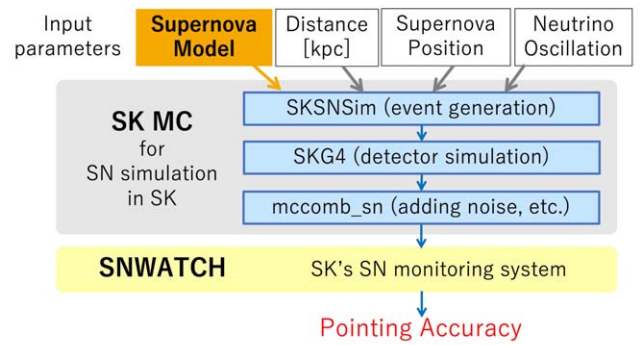 Input
parameters
Supernova
Model
Distance
[kpc]
Supernova
Position
Neutrino
Oscillation
SK MC
for
SN simulation
in SK
SKSNSim (event generation)
SKG4 (detector simulation)
mccomb_sn (adding noise, etc.)
SNWATCH
SK's SN monitoring system
Pointing Accuracy